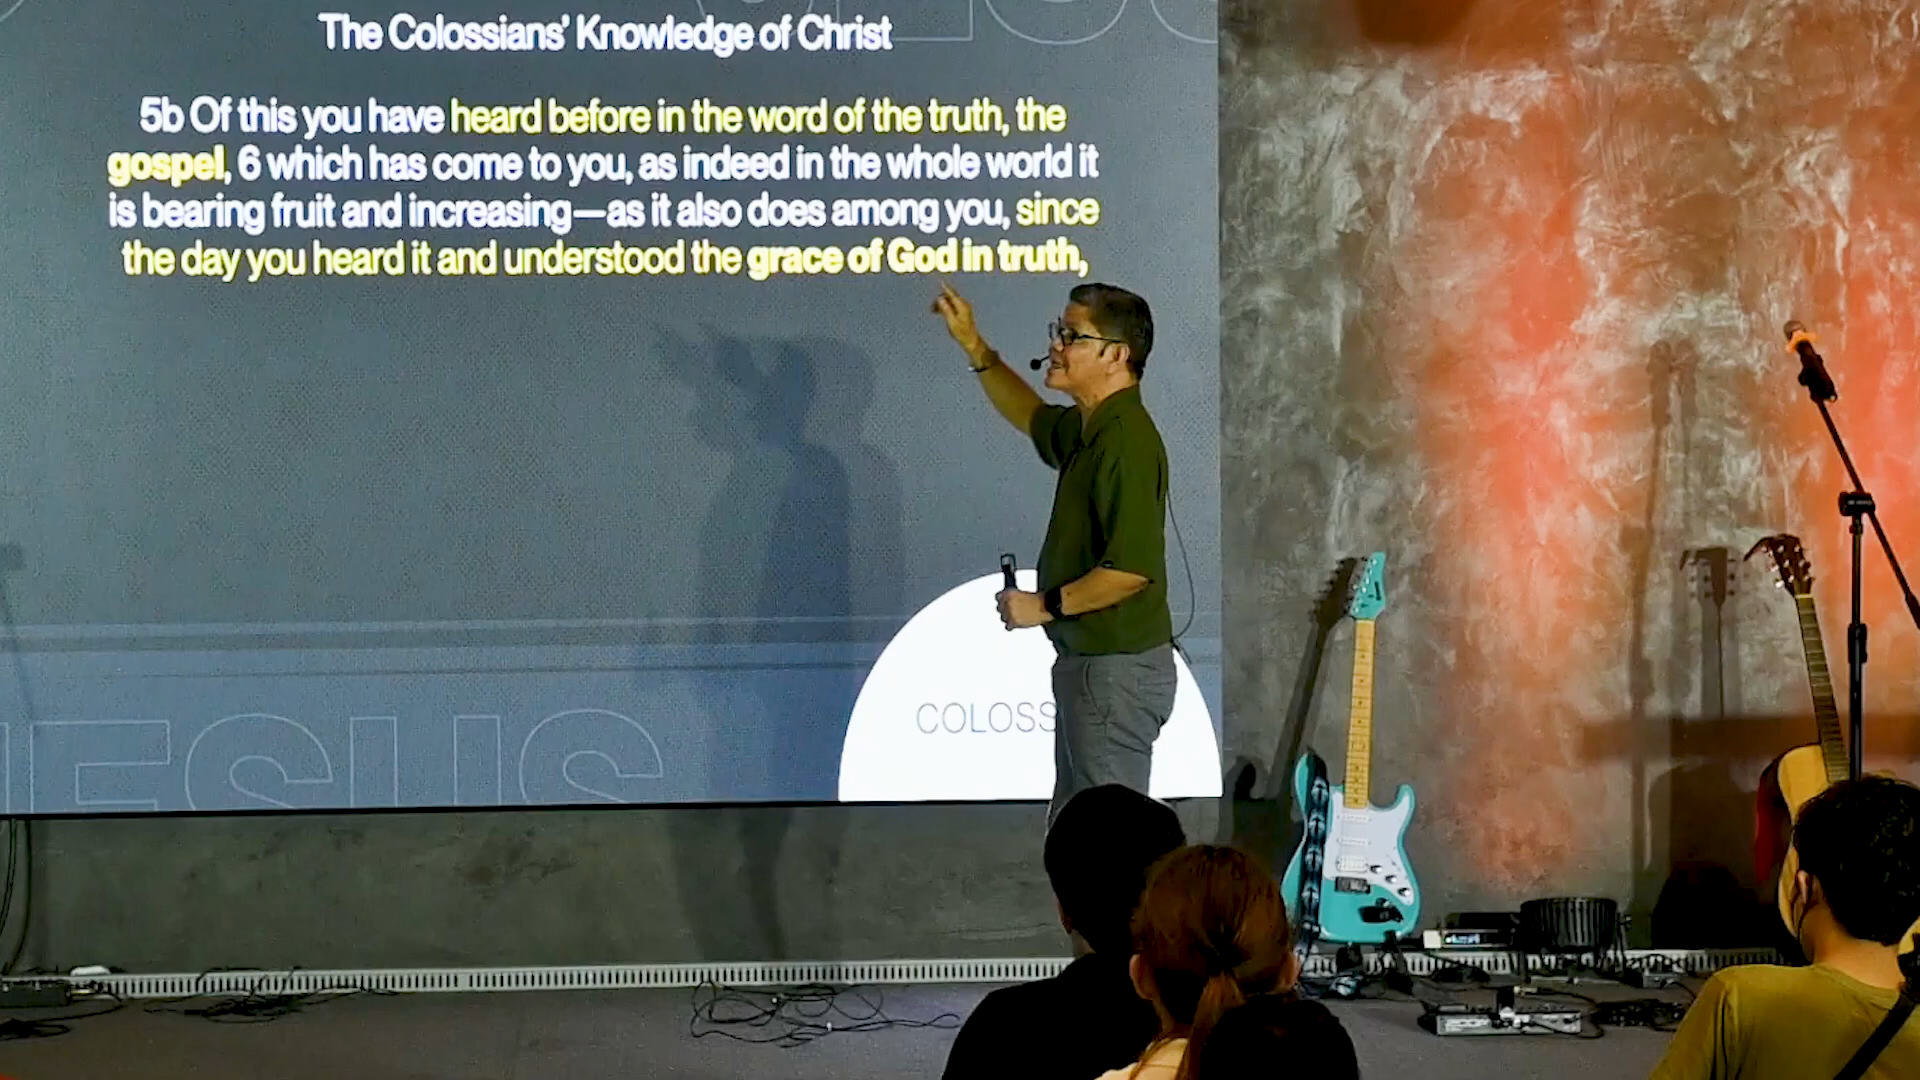 The Colossians' Knowledge of Christ
5b Of this you have heard before in the word of the truth, the
gospel, 6 which has come to you, as indeed in the whole world it
is bearing fruit and increasing—as it also does among you, since
the day you heard it and understood the grace of God in truth,
COLOSS
JESUS